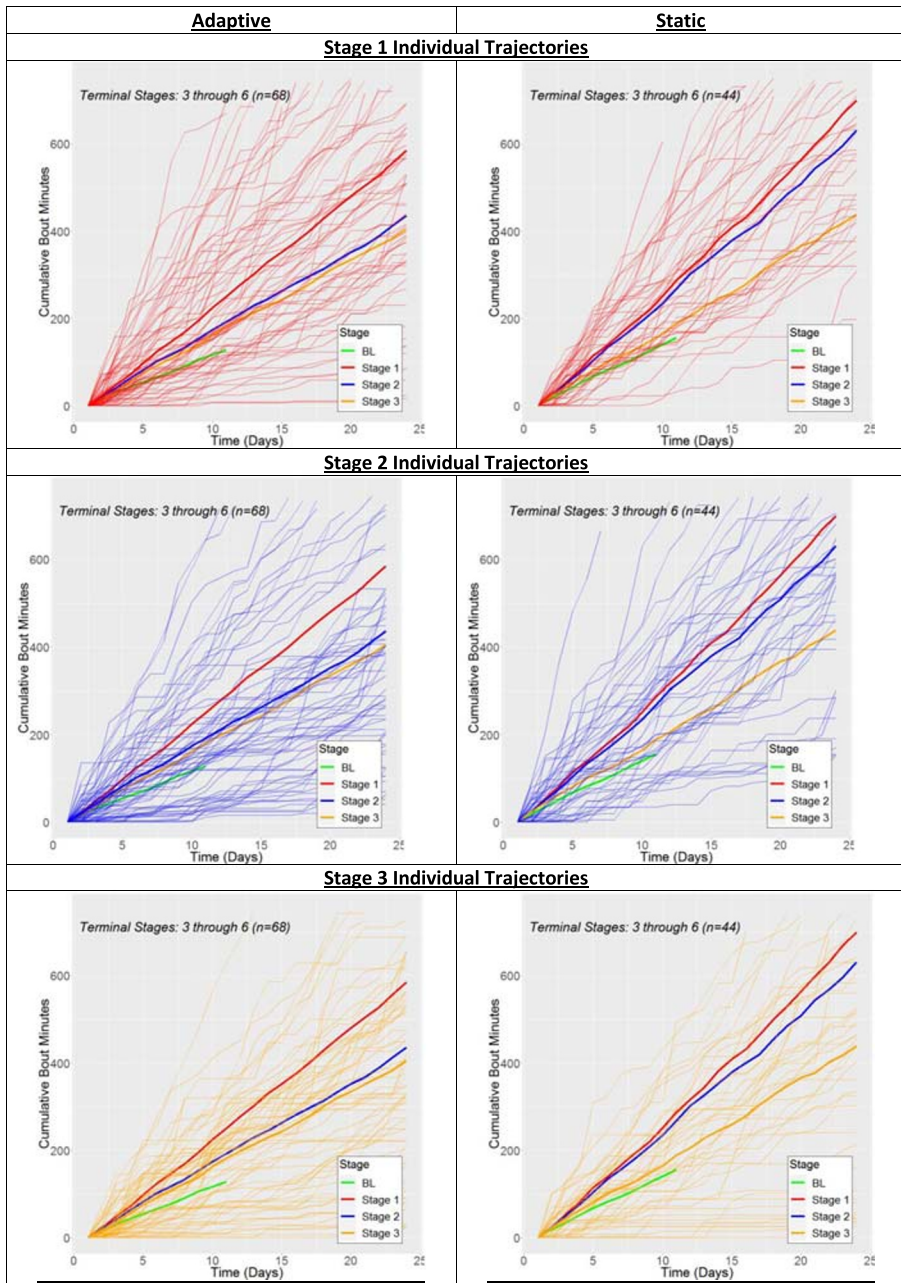 Adaptive
Static
Stage 1 Individual Trajectories
Terminal Stages: 3 through 6 (n=68)
Cumulative Bout Minutes
600
400
200
0
Stage
BL
Stage 1
Stage 2
Stage 3
0 5 10 15 20 25
Time (Days)
Terminal Stages: 3 through 6 (n=44)
Cumulative Bout Minutes
600
400
200
0
Stage
BL
Stage 1
Stage 2
Stage 3
0 5 10 15 20 25
Time (Days)
Stage 2 Individual Trajectories
Terminal Stages: 3 through 6 (n=68)
Cumulative Bout Minutes
600
400
200
0
Stage
BL
Stage 1
Stage 2
Stage 3
0 5 10 15 20 25
Time (Days)
Terminal Stages: 3 through 6 (n=44)
Cumulative Bout Minutes
600
400
200
0
Stage
BL
Stage 1
Stage 2
Stage 3
0 5 10 15 20 25
Time (Days)
Stage 3 Individual Trajectories
Terminal Stages: 3 through 6 (n=68)
Cumulative Bout Minutes
600
400
200
0
Stage
BL
Stage 1
Stage 2
Stage 3
0 5 10 15 20 25
Time (Days)
Terminal Stages: 3 through 6 (n=44)
Cumulative Bout Minutes
600
400
200
0
Stage
BL
Stage 1
Stage 2
Stage 3
0 5 10 15 20 25
Time (Days)